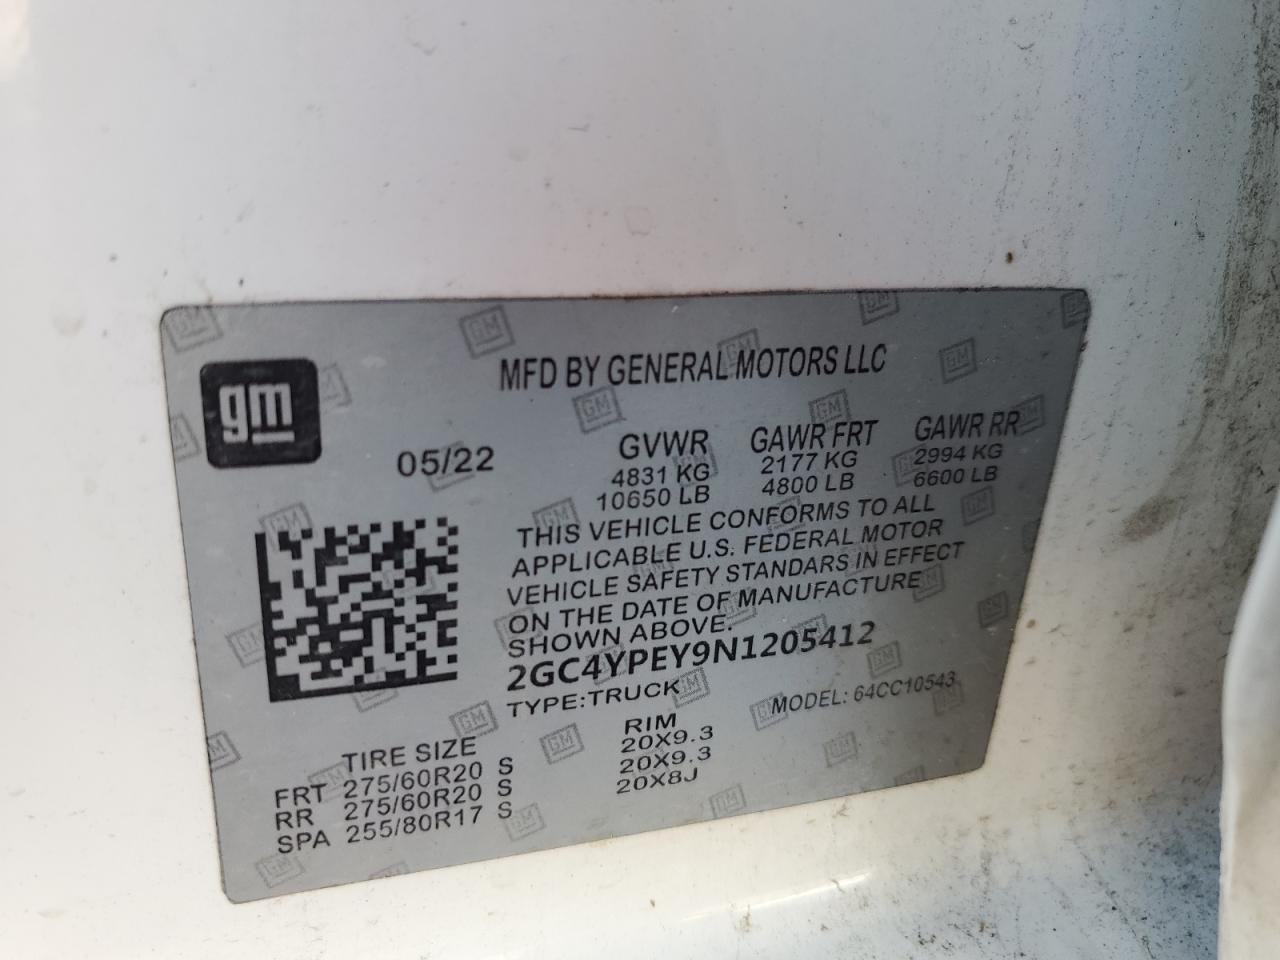 gm
MFD BY GENERAL MOTORS LLC
05/22
GVWR GAWR FRT GAWR RR
4831 KG 2177 KG 2994 KG
10650 LB 4800 LB 6600 LB
THIS VEHICLE CONFORMS TO ALL
APPLICABLE U.S. FEDERAL MOTOR
VEHICLE SAFETY STANDARS IN EFFECT
ON THE DATE OF MANUFACTURE
SHOWN ABOVE.
2GC4YPEY9N1205412
TYPE:TRUCK MODEL: 64CC10543
TIRE SIZE RIM
FRT 275/60R20 S 20X9.3
RR 275/60R20 S 20X9.3
SPA 255/80R17 S 20X8J